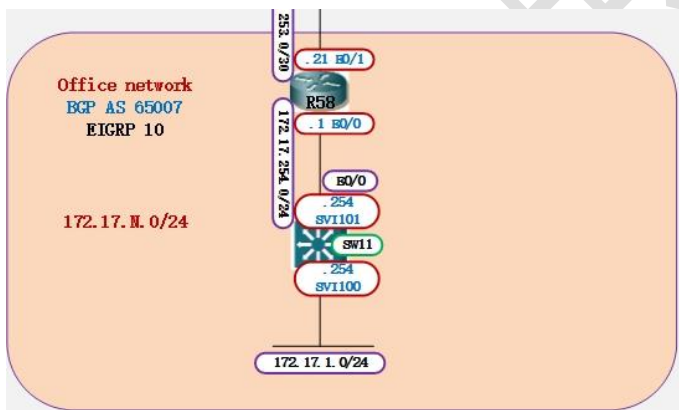 253.0/30
.21 E0/1
Office network
BGP AS 65007
EIGRP 10
R58
.1 E0/0
172.17.254.0/24
E0/0
.254
SVI101
172.17.N.0/24
SW11
.254
SVI100
172.17.1.0/24